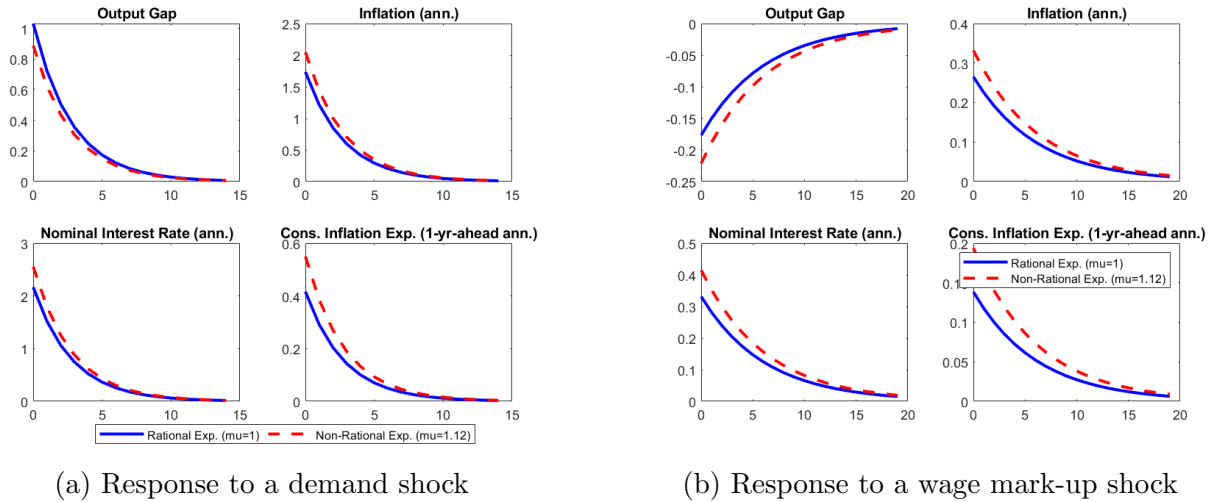 Output Gap
1
0.8
0.6
0.4
0.2
0
0 5 10 15
Inflation (ann.)
2.5
2
1.5
1
0.5
0
0 5 10 15
Nominal Interest Rate (ann.)
3
2
1
0
0 5 10 15
Cons. Inflation Exp. (1-yr-ahead ann.)
0.6
0.4
0.2
0
0 5 10 15
Rational Exp. (mu=1) Non-Rational Exp. (mu=1.12)
(a) Response to a demand shock
Output Gap
0
-0.05
-0.1
-0.15
-0.2
-0.25
0 5 10 15 20
Inflation (ann.)
0.4
0.3
0.2
0.1
0
0 5 10 15 20
Nominal Interest Rate (ann.)
0.5
0.4
0.3
0.2
0.1
0
0 5 10 15 20
Cons. Inflation Exp. (1-yr-ahead ann.)
0.2
Rational Exp. (mu=1)
Non-Rational Exp. (mu=1.12)
0.1
0.05
0
0 5 10 15 20
(b) Response to a wage mark-up shock